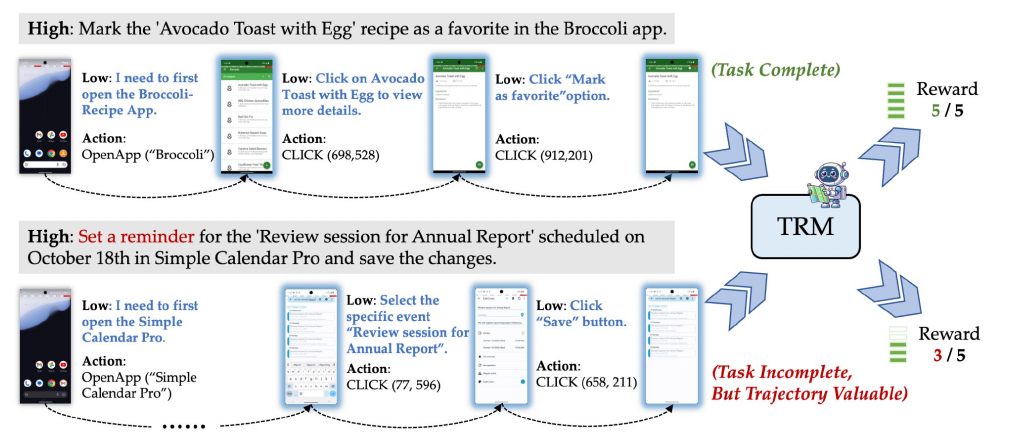 High: Mark the 'Avocado Toast with Egg' recipe as a favorite in the Broccoli app.
Low: I need to first
open the Broccoli-
Recipe App.
Action:
OpenApp (“Broccoli”)
Low: Click on Avocado
Toast with Egg to view
more details.
Action:
CLICK (698,528)
Low: Click “Mark
as favorite”option.
Action:
CLICK (912,201)
(Task Complete)
Reward
5 / 5
TRM
High: Set a reminder for the 'Review session for Annual Report' scheduled on
October 18th in Simple Calendar Pro and save the changes.
Low: I need to first
open the Simple
Calendar Pro.
Action:
OpenApp (“Simple
Calendar Pro”)
......
Low: Select the
specific event
“Review session for
Annual Report”.
Action:
CLICK (77, 596)
Low: Click
“Save” button.
Action:
CLICK (658, 211)
(Task Incomplete,
But Trajectory Valuable)
Reward
3 / 5